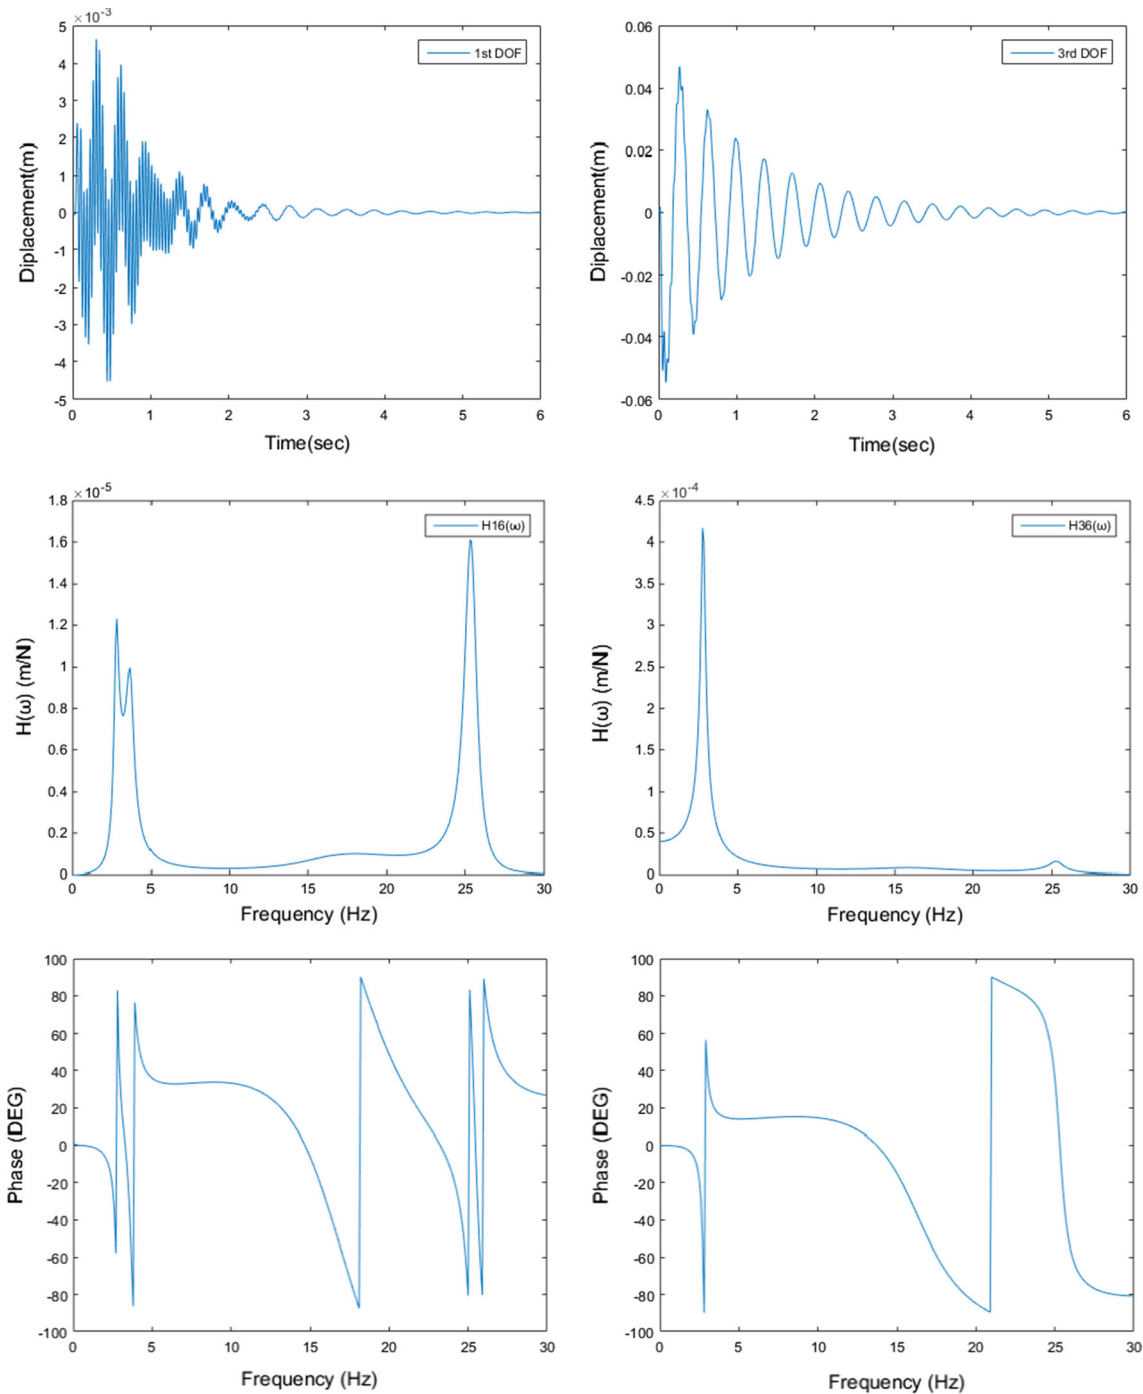 ×10⁻³
5
4
3
2
1
0
-1
-2
-3
-4
-5
Diplacement(m)
1st DOF
0 1 2 3 4 5 6
Time(sec)
0.06
0.04
0.02
0
-0.02
-0.04
-0.06
Diplacement(m)
3rd DOF
0 1 2 3 4 5 6
Time(sec)
×10⁻⁵
1.8
1.6
1.4
1.2
1
0.8
0.6
0.4
0.2
0
H(ω) (m/N)
H16(ω)
0 5 10 15 20 25 30
Frequency (Hz)
×10⁻⁴
4.5
4
3.5
3
2.5
2
1.5
1
0.5
0
H(ω) (m/N)
H36(ω)
0 5 10 15 20 25 30
Frequency (Hz)
100
80
60
40
20
0
-20
-40
-60
-80
-100
Phase (DEG)
0 5 10 15 20 25 30
Frequency (Hz)
100
80
60
40
20
0
-20
-40
-60
-80
-100
Phase (DEG)
0 5 10 15 20 25 30
Frequency (Hz)